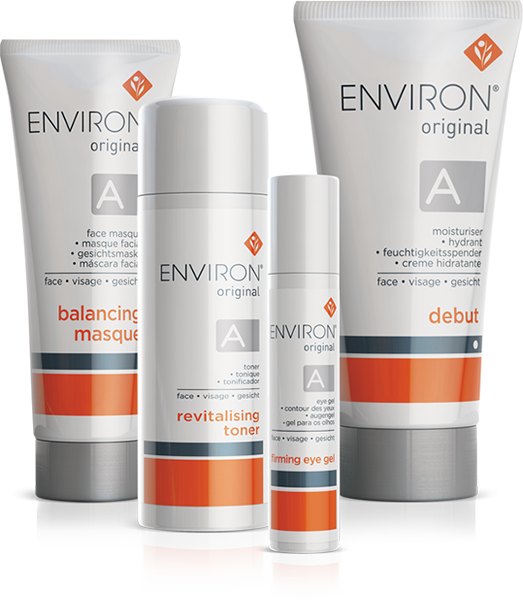 ENVIRON
original
A
face masque
• masque facial
• gesichtsmaske
• máscara facial
face • visage • gesicht
balancing
masque
ENVIRON®
original
A
toner
• tonique
• tonificador
face • visage • gesicht
revitalising
toner
ENVIRON®
original
A
eye gel
• contour des yeux
• augengel
• gel para os olhos
face • visage • gesicht
firming eye gel
ENVIRON®
original
A
moisturiser
• hydrant
• feuchtigkeitsspender
• creme hidratante
face • visage • gesicht
debut